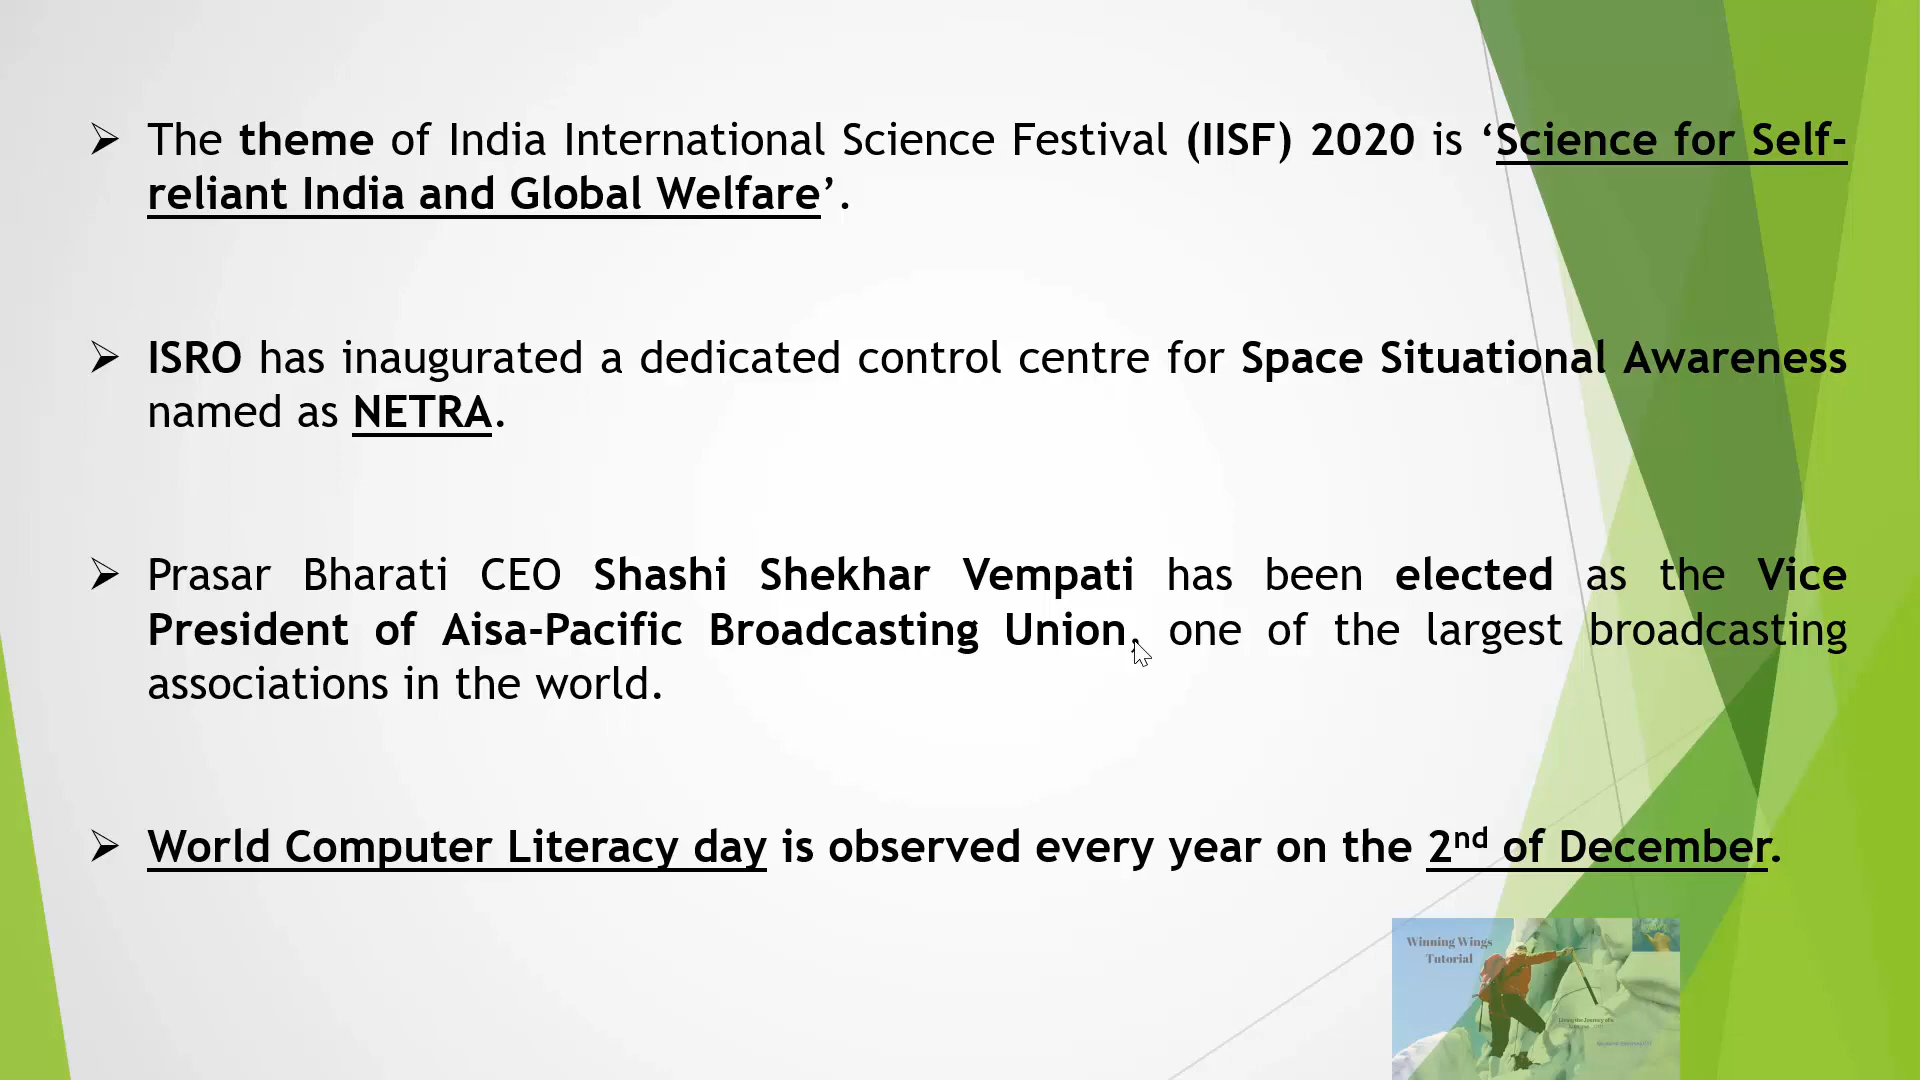 ➢ The theme of India International Science Festival (IISF) 2020 is ‘Science for Self-
reliant India and Global Welfare’.
➢ ISRO has inaugurated a dedicated control centre for Space Situational Awareness
named as NETRA.
➢ Prasar Bharati CEO Shashi Shekhar Vempati has been elected as the Vice
President of Aisa-Pacific Broadcasting Union, one of the largest broadcasting
associations in the world.
➢ World Computer Literacy day is observed every year on the 2nd of December.
Winning Wings
Tutorial